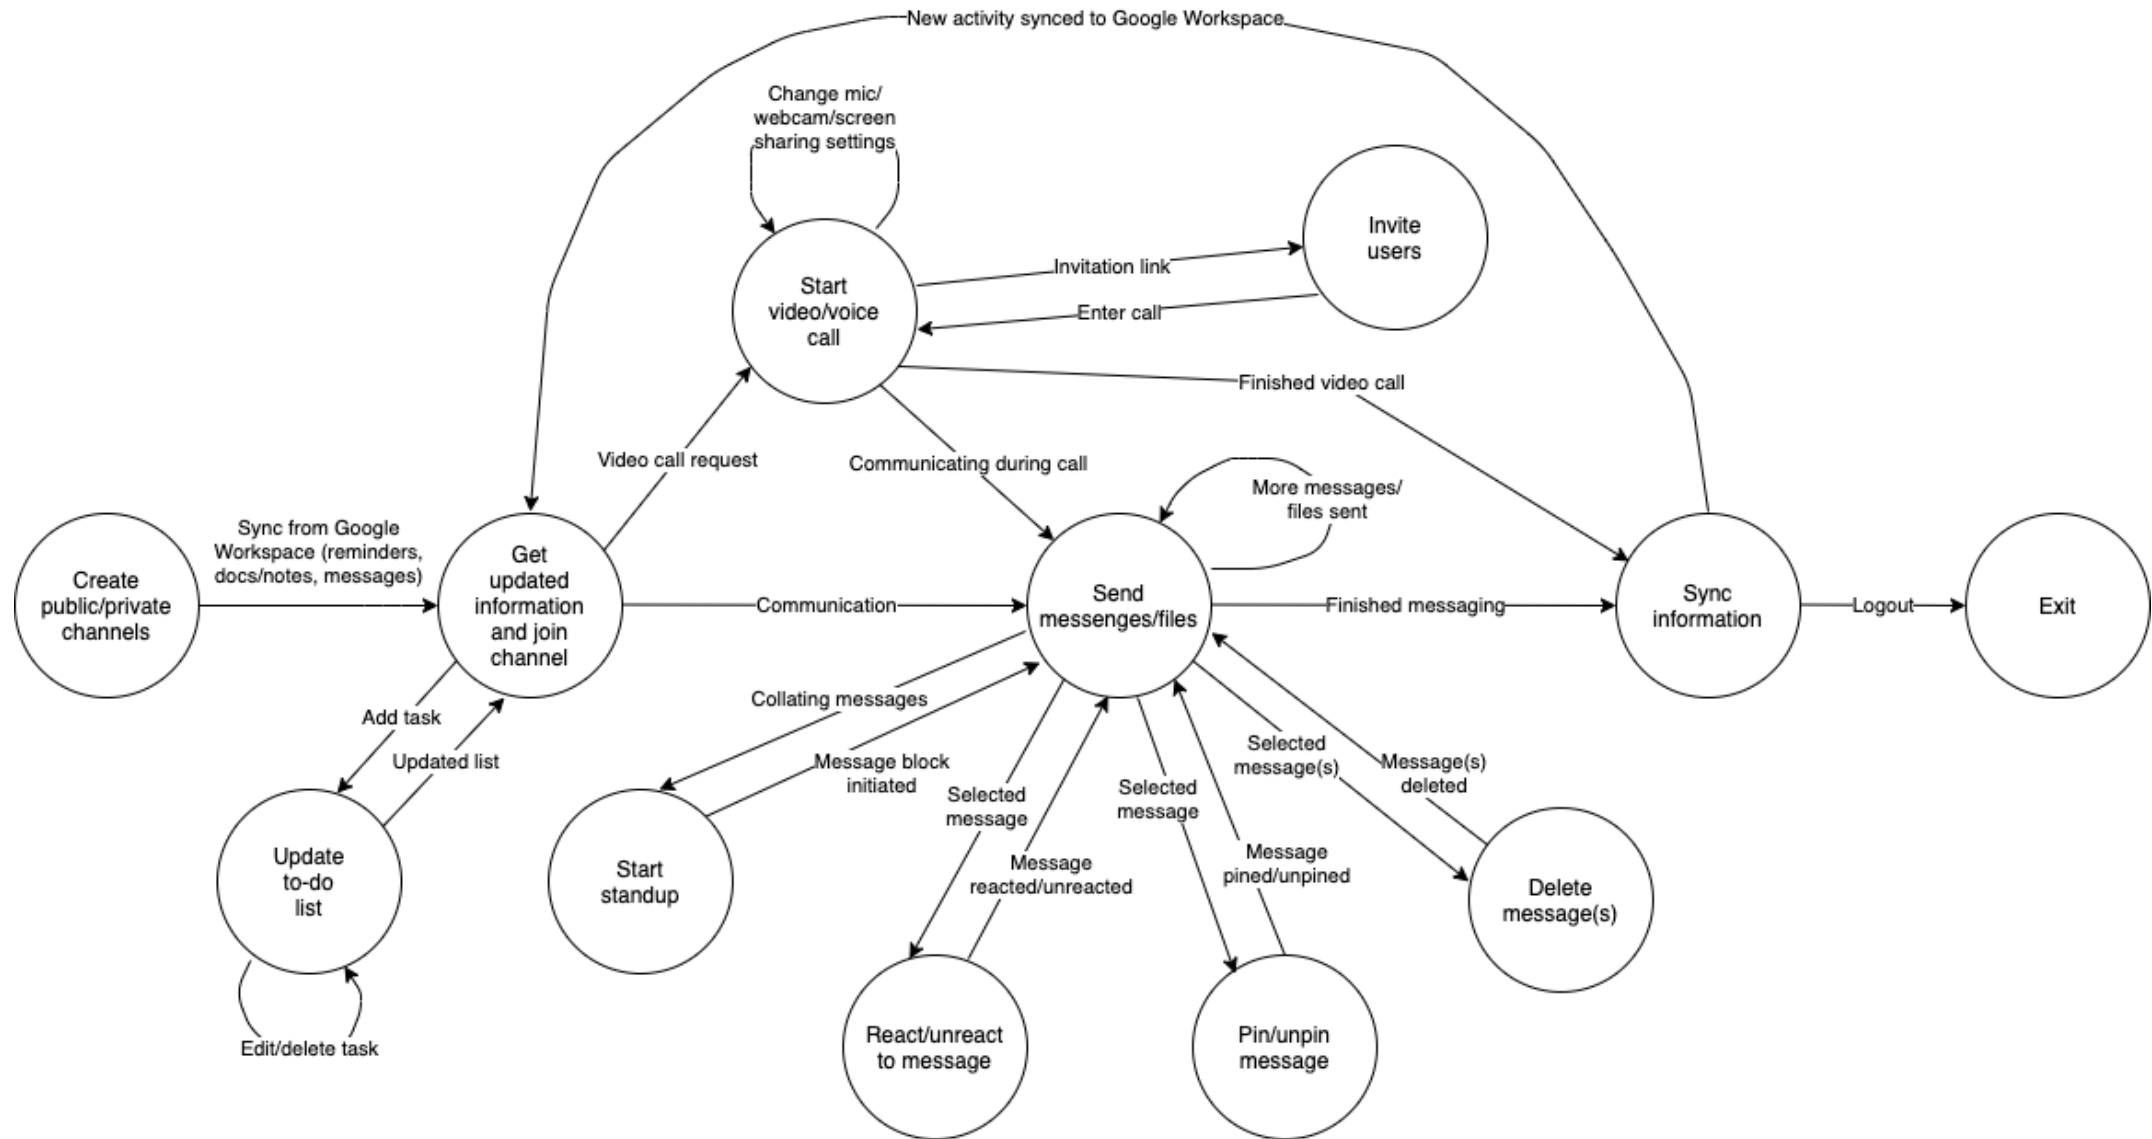 New activity synced to Google Workspace
Change mic/
webcam/screen
sharing settings
Invite
users
Start
video/voice
call
Invitation link
Enter call
Finished video call
Video call request
Communicating during call
More messages/
files sent
Sync from Google
Workspace (reminders,
docs/notes, messages)
Create
public/private
channels
Get
updated
information
and join
channel
Communication
Send
messenges/files
Finished messaging
Sync
information
Logout
Exit
Add task
Updated list
Collating messages
Message block
initiated
Selected
message
Selected
message
Selected
message(s)
Message(s)
deleted
Message
reacted/unreacted
Message
pined/unpined
Update
to-do
list
Start
standup
Delete
message(s)
Edit/delete task
React/unreact
to message
Pin/unpin
message